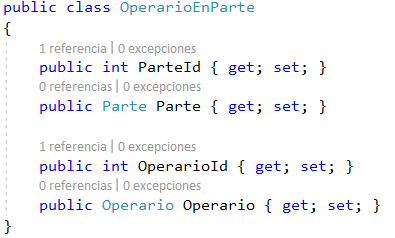 public class OperarioEnParte
{
1 referencia | 0 excepciones
public int ParteId { get; set; }
0 referencias | 0 excepciones
public Parte Parte { get; set; }
1 referencia | 0 excepciones
public int OperarioId { get; set; }
0 referencias | 0 excepciones
public Operario Operario { get; set; }
}